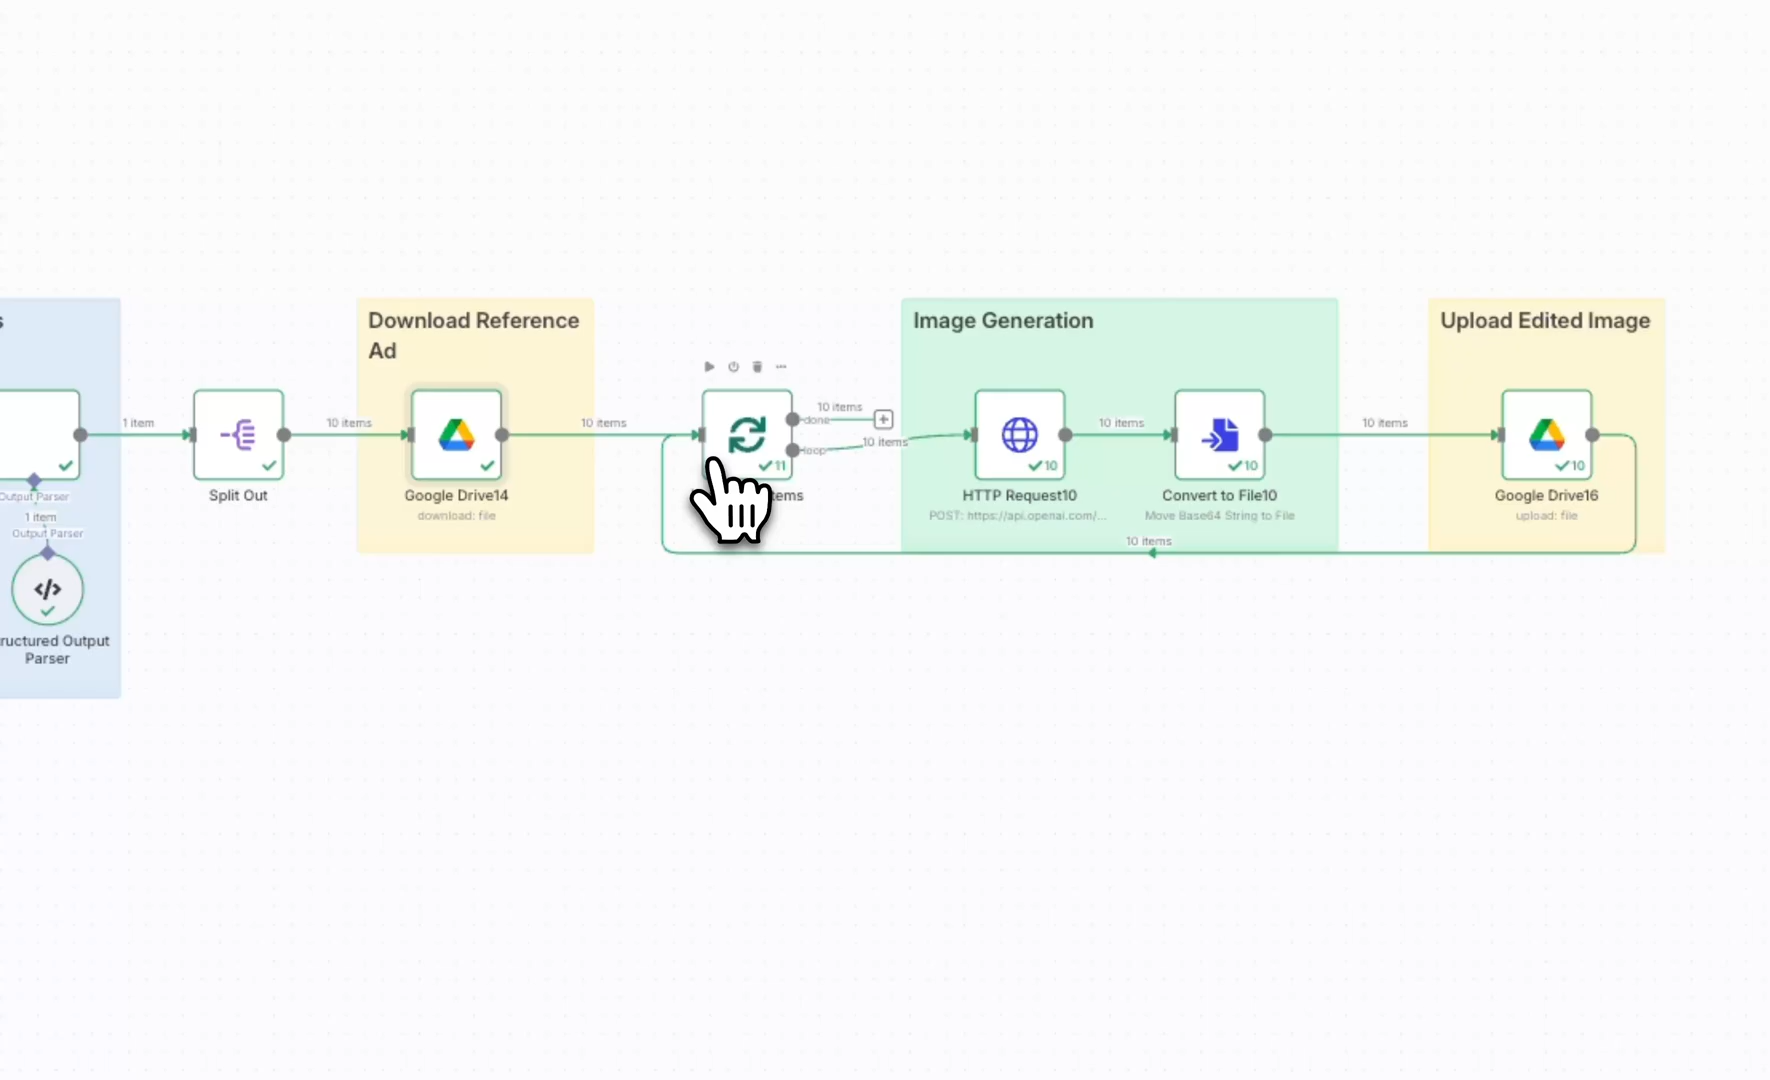 s
Download Reference
Ad
Image Generation
Upload Edited Image
1 item
10 items
10 items
10 items
done
10 items
loop
10 items
10 items
11
10
10
10
Output Parser
1 item
Output Parser
Split Out
Google Drive14
download: file
tems
HTTP Request10
POST: https://api.openai.com/...
Convert to File10
Move Base64 String to File
Google Drive16
upload: file
10 items
</>
ructured Output
Parser